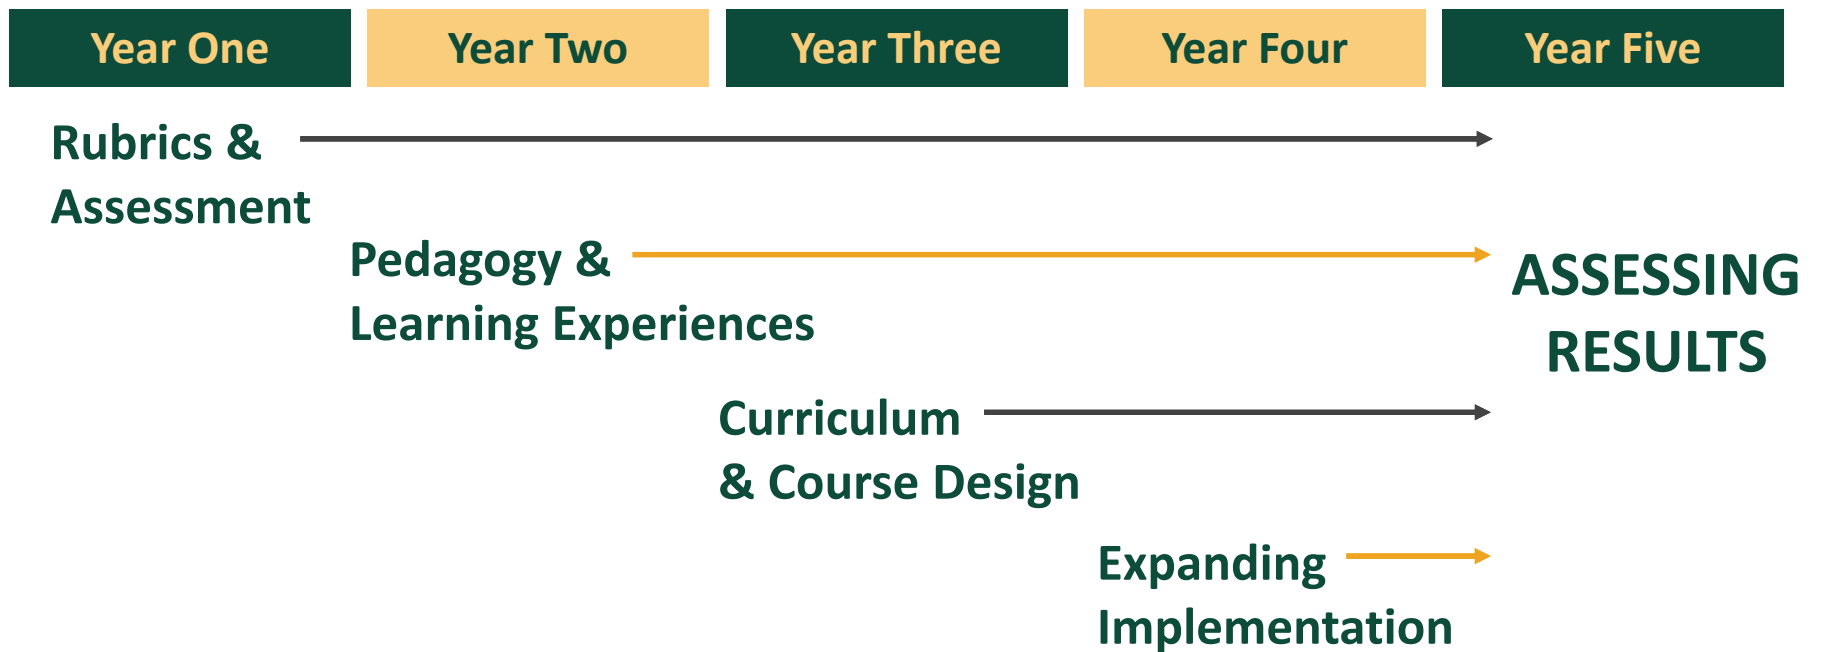 Year One
Year Two
Year Three
Year Four
Year Five
Rubrics &
Assessment
Pedagogy &
Learning Experiences
Curriculum
& Course Design
Expanding
Implementation
ASSESSING
RESULTS